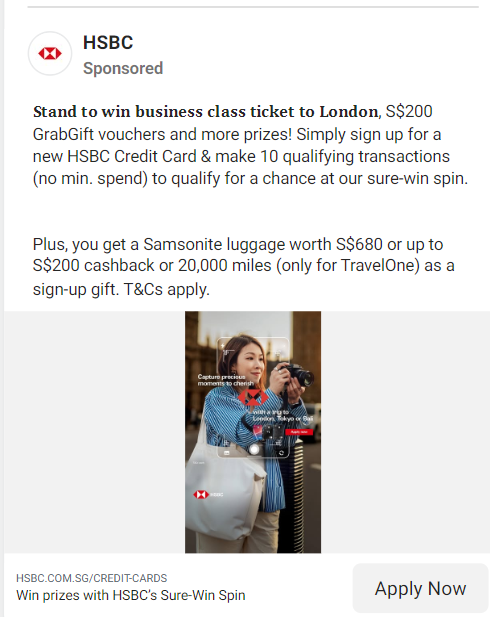 HSBC
Sponsored
Stand to win business class ticket to London, S$200
GrabGift vouchers and more prizes! Simply sign up for a
new HSBC Credit Card & make 10 qualifying transactions
(no min. spend) to qualify for a chance at our sure-win spin.
Plus, you get a Samsonite luggage worth S$680 or up to
S$200 cashback or 20,000 miles (only for TravelOne) as a
sign-up gift. T&Cs apply.
Capture precious
moments to cherish
with a trip to
London, Tokyo or Bali
Apply now
HSBC
HSBC.COM.SG/CREDIT-CARDS
Win prizes with HSBC's Sure-Win Spin
Apply Now